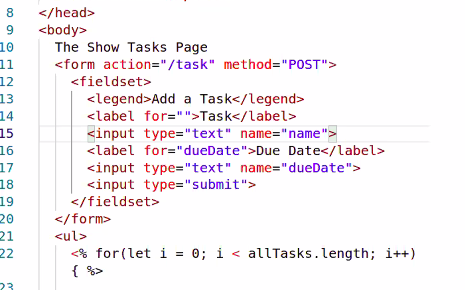 8 </head>
9 <body>
10 The Show Tasks Page
11 <form action="/task" method="POST">
12 <fieldset>
13 <legend>Add a Task</legend>
14 <label for="">Task</label>
15 <input type="text" name="name">
16 <label for="dueDate">Due Date</label>
17 <input type="text" name="dueDate">
18 <input type="submit">
19 </fieldset>
20 </form>
21 <ul>
22 <% for(let i = 0; i < allTasks.length; i++)
{ %>
23